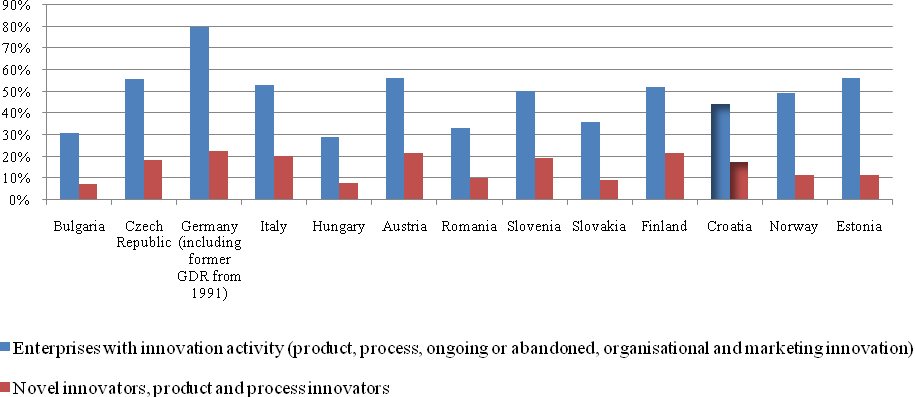 90%
80%
70%
60%
50%
40%
30%
20%
10%
0%
Bulgaria
Czech
Republic
Germany
(including
former
GDR from
1991)
Italy
Hungary
Austria
Romania
Slovenia
Slovakia
Finland
Croatia
Norway
Estonia
Enterprises with innovation activity (product, process, ongoing or abandoned, organisational and marketing innovation)
Novel innovators, product and process innovators